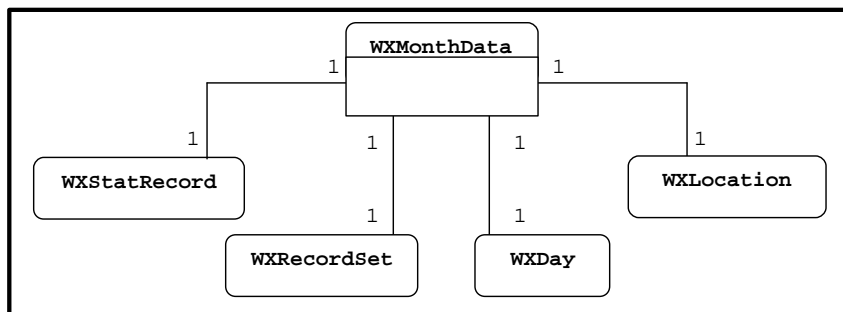 WXMonthData
1 1
1 1 1 1
WXStatRecord WXLocation
1 1
WXRecordSet WXDay